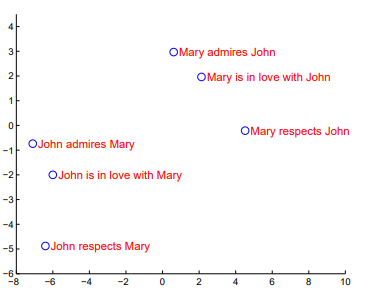 4
3
Mary admires John
2
Mary is in love with John
1
0
Mary respects John
−1
John admires Mary
−2
John is in love with Mary
−3
−4
−5
John respects Mary
−6
−8 −6 −4 −2 0 2 4 6 8 10